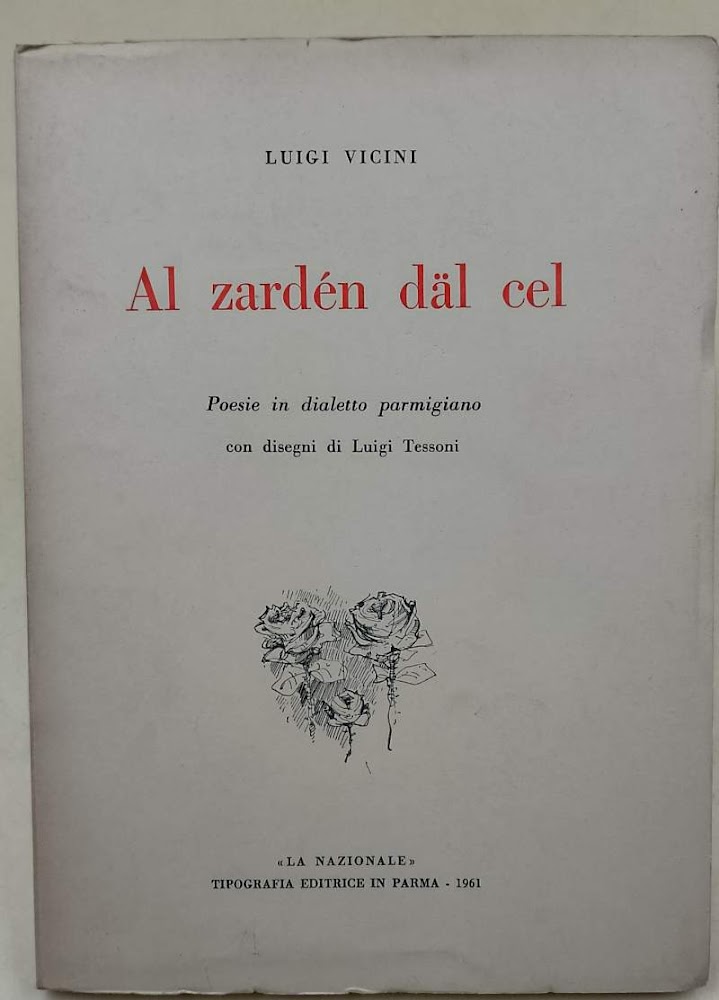 LUIGI VICINI
Al zardén däl cel
Poesie in dialetto parmigiano
con disegni di Luigi Tessoni
«LA NAZIONALE»
TIPOGRAFIA EDITRICE IN PARMA - 1961